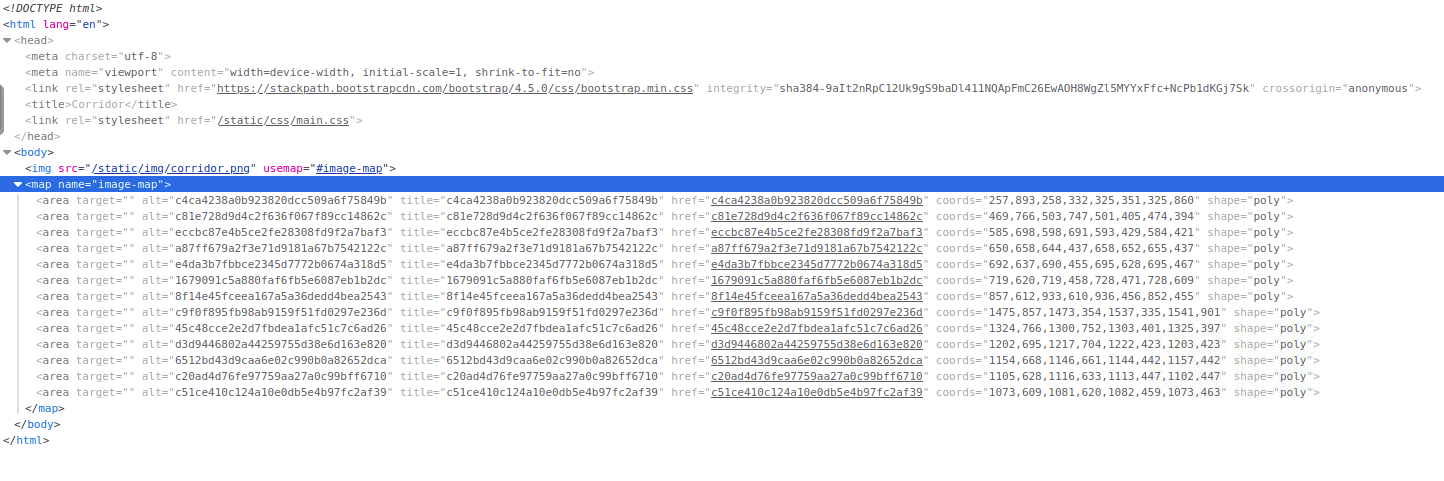 <!DOCTYPE html>
<html lang="en">
<head>
<meta charset="utf-8">
<meta name="viewport" content="width=device-width, initial-scale=1, shrink-to-fit=no">
<link rel="stylesheet" href="https://stackpath.bootstrapcdn.com/bootstrap/4.5.0/css/bootstrap.min.css" integrity="sha384-9aIt2nRpC12Uk9gS9baDl411NQApFmC26EwAOH8WgZl5MYYxFfc+NcPb1dKGj7Sk" crossorigin="anonymous">
<title>Corridor</title>
<link rel="stylesheet" href="/static/css/main.css">
</head>
<body>
<img src="/static/img/corridor.png" usemap="#image-map">
<map name="image-map">
<area target="" alt="c4ca4238a0b923820dcc509a6f75849b" title="c4ca4238a0b923820dcc509a6f75849b" href="c4ca4238a0b923820dcc509a6f75849b" coords="257,893,258,332,325,351,325,860" shape="poly">
<area target="" alt="c81e728d9d4c2f636f067f89cc14862c" title="c81e728d9d4c2f636f067f89cc14862c" href="c81e728d9d4c2f636f067f89cc14862c" coords="469,766,503,747,501,405,474,394" shape="poly">
<area target="" alt="eccbc87e4b5ce2fe28308fd9f2a7baf3" title="eccbc87e4b5ce2fe28308fd9f2a7baf3" href="eccbc87e4b5ce2fe28308fd9f2a7baf3" coords="585,698,598,691,593,429,584,421" shape="poly">
<area target="" alt="a87ff679a2f3e71d9181a67b7542122c" title="a87ff679a2f3e71d9181a67b7542122c" href="a87ff679a2f3e71d9181a67b7542122c" coords="650,658,644,437,658,652,655,437" shape="poly">
<area target="" alt="e4da3b7fbbce2345d7772b0674a318d5" title="e4da3b7fbbce2345d7772b0674a318d5" href="e4da3b7fbbce2345d7772b0674a318d5" coords="692,637,690,455,695,628,695,467" shape="poly">
<area target="" alt="1679091c5a880faf6fb5e6087eb1b2dc" title="1679091c5a880faf6fb5e6087eb1b2dc" href="1679091c5a880faf6fb5e6087eb1b2dc" coords="719,620,719,458,728,471,728,609" shape="poly">
<area target="" alt="8f14e45fceea167a5a36dedd4bea2543" title="8f14e45fceea167a5a36dedd4bea2543" href="8f14e45fceea167a5a36dedd4bea2543" coords="857,612,933,610,936,456,852,455" shape="poly">
<area target="" alt="c9f0f895fb98ab9159f51fd0297e236d" title="c9f0f895fb98ab9159f51fd0297e236d" href="c9f0f895fb98ab9159f51fd0297e236d" coords="1475,857,1473,354,1537,335,1541,901" shape="poly">
<area target="" alt="45c48cce2e2d7fbdea1afc51c7c6ad26" title="45c48cce2e2d7fbdea1afc51c7c6ad26" href="45c48cce2e2d7fbdea1afc51c7c6ad26" coords="1324,766,1300,752,1303,401,1325,397" shape="poly">
<area target="" alt="d3d9446802a44259755d38e6d163e820" title="d3d9446802a44259755d38e6d163e820" href="d3d9446802a44259755d38e6d163e820" coords="1202,695,1217,704,1222,423,1203,423" shape="poly">
<area target="" alt="6512bd43d9caa6e02c990b0a82652dca" title="6512bd43d9caa6e02c990b0a82652dca" href="6512bd43d9caa6e02c990b0a82652dca" coords="1154,668,1146,661,1144,442,1157,442" shape="poly">
<area target="" alt="c20ad4d76fe97759aa27a0c99bff6710" title="c20ad4d76fe97759aa27a0c99bff6710" href="c20ad4d76fe97759aa27a0c99bff6710" coords="1105,628,1116,633,1113,447,1102,447" shape="poly">
<area target="" alt="c51ce410c124a10e0db5e4b97fc2af39" title="c51ce410c124a10e0db5e4b97fc2af39" href="c51ce410c124a10e0db5e4b97fc2af39" coords="1073,609,1081,620,1082,459,1073,463" shape="poly">
</map>
</body>
</html>